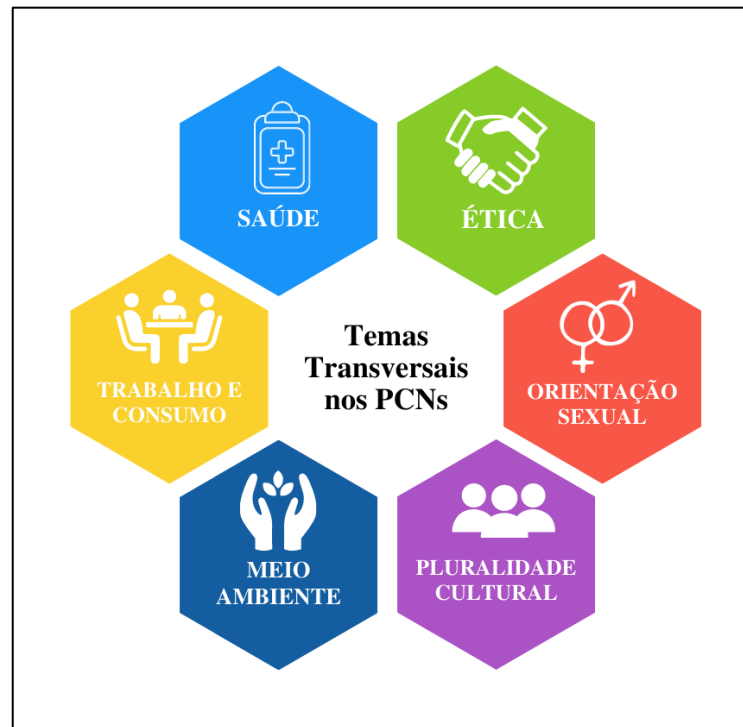 SAÚDE
ÉTICA
Temas
Transversais
nos PCNs
TRABALHO E
CONSUMO
ORIENTAÇÃO
SEXUAL
MEIO
AMBIENTE
PLURALIDADE
CULTURAL